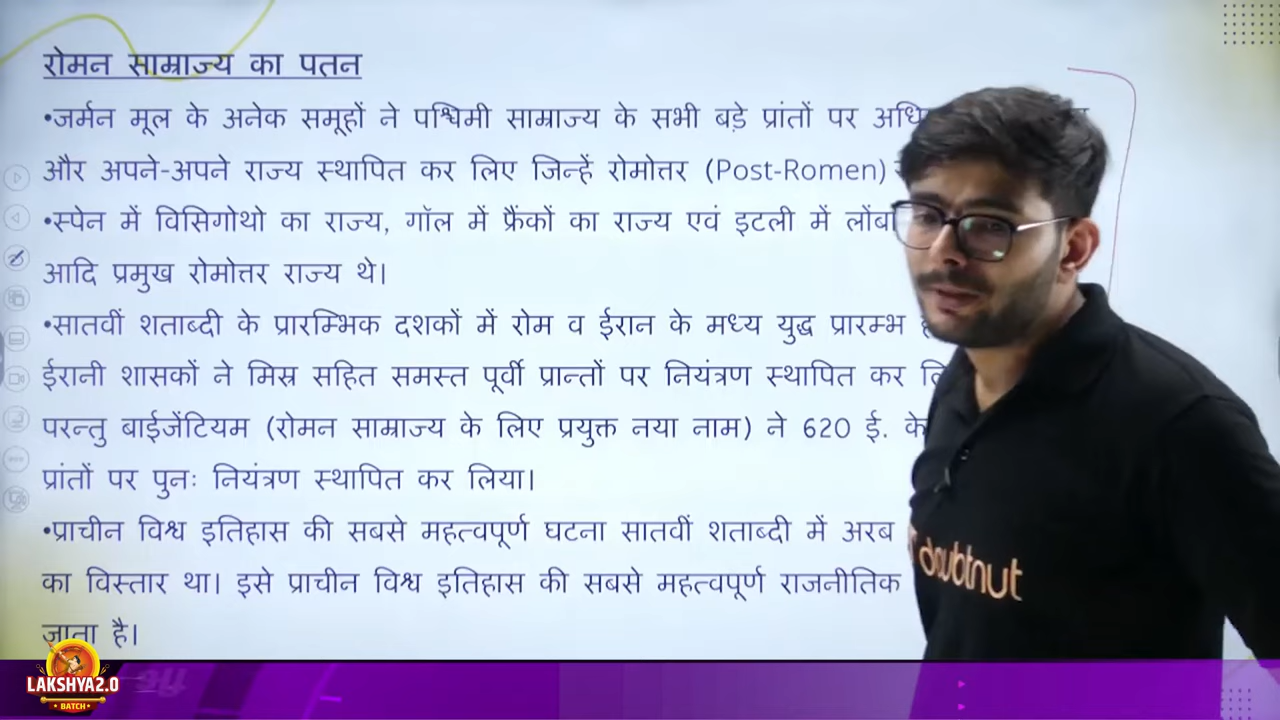 रोमन साम्राज्य का पतन
•जर्मन मूल के अनेक समूहों ने पश्चिमी साम्राज्य के सभी बड़े प्रांतों पर
और अपने-अपने राज्य स्थापित कर लिए जिन्हें रोमोत्तर (Post-Romen)
•स्पेन में विसिगोथो का राज्य, गॉल में फ्रैंकों का राज्य एवं इटली में
आदि प्रमुख रोमोत्तर राज्य थे।
•सातवीं शताब्दी के प्रारम्भिक दशकों में रोम व ईरान के मध्य युद्ध प्रारम्भ
ईरानी शासकों ने मिस्र सहित समस्त पूर्वी प्रान्तों पर नियंत्रण स्थापित कर
परन्तु बाईजेंटियम (रोमन साम्राज्य के लिए प्रयुक्त नया नाम) ने 620 ई. के
प्रांतों पर पुनः नियंत्रण स्थापित कर लिया।
•प्राचीन विश्व इतिहास की सबसे महत्वपूर्ण घटना सातवीं शताब्दी में अरब
का विस्तार था। इसे प्राचीन विश्व इतिहास की सबसे महत्वपूर्ण राजनीतिक
जाता है।
doubtnut
LAKSHYA2.0
BATCH